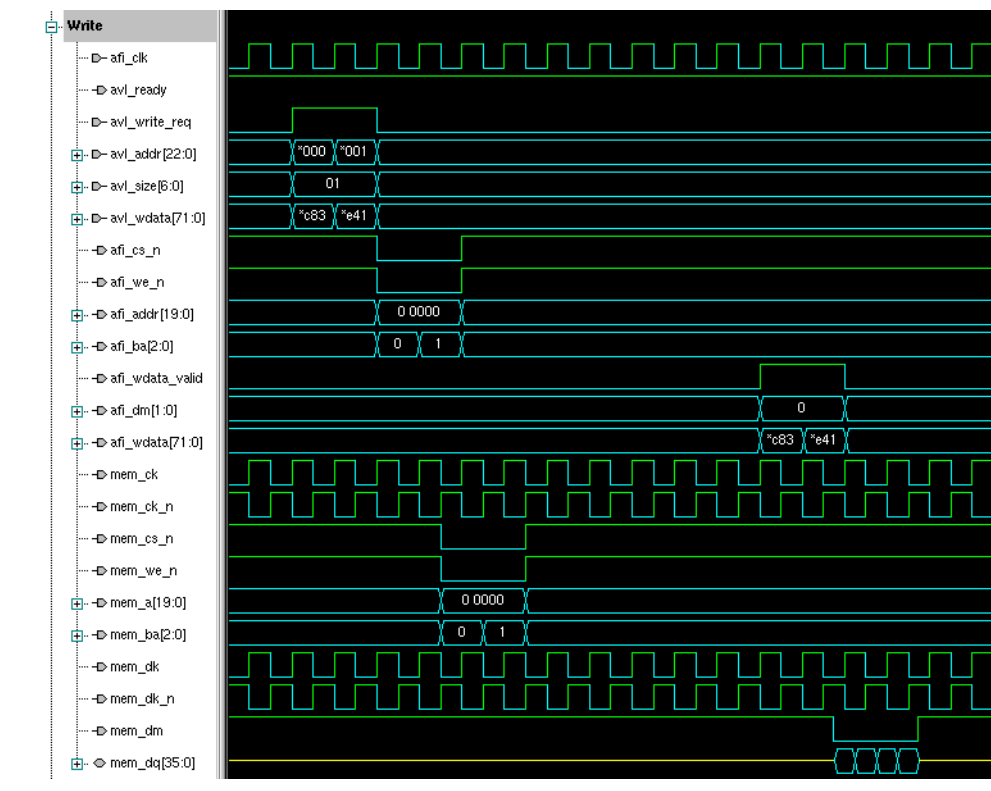 Write
afi_clk
avl_ready
avl_write_req
avl_addr[22:0] *000 *001
avl_size[6:0] 01
avl_wdata[71:0] *c83 *e41
afi_cs_n
afi_we_n
afi_addr[19:0] 0 0000
afi_ba[2:0] 0 1
afi_wdata_valid
afi_dm[1:0] 0
afi_wdata[71:0] *c83 *e41
mem_ck
mem_ck_n
mem_cs_n
mem_we_n
mem_a[19:0] 0 0000
mem_ba[2:0] 0 1
mem_dk
mem_dk_n
mem_dm
mem_dq[35:0]